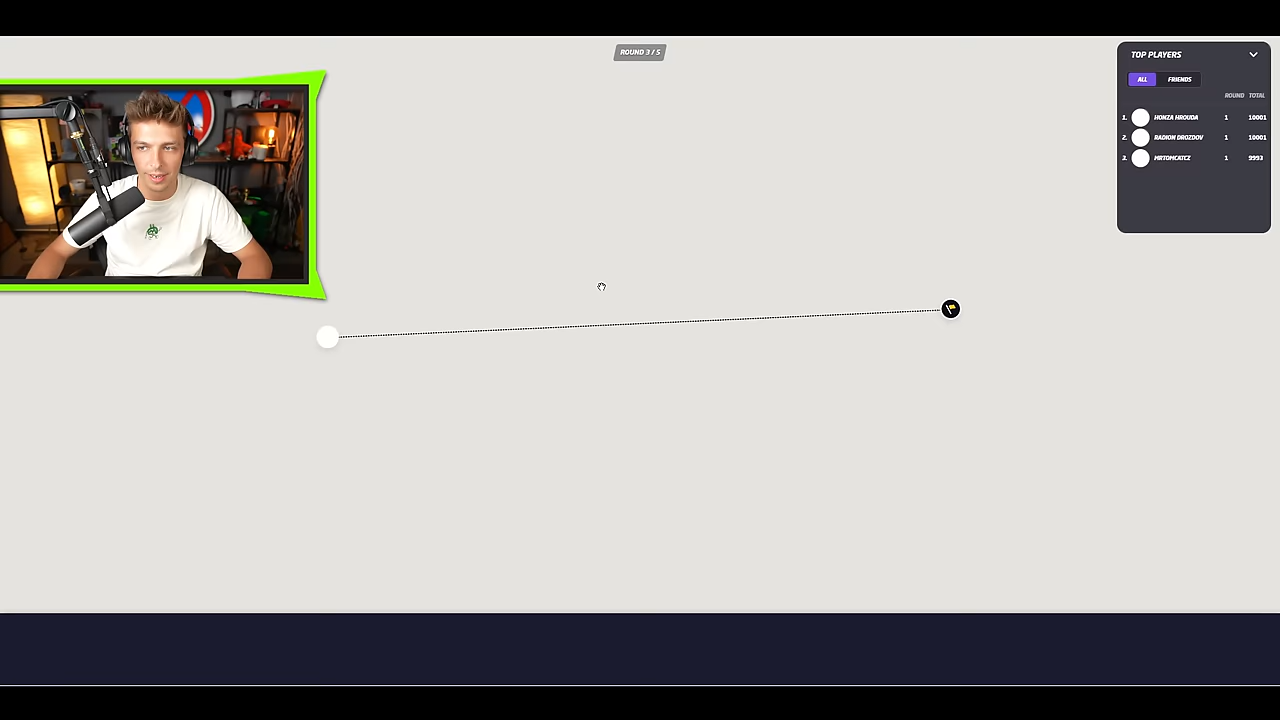 ROUND 3 / 5
TOP PLAYERS
ALL FRIENDS
ROUND TOTAL
1. HONZA HROUDA 1 10001
2. RADION DROZDOV 1 10001
3. MRTOMCATCZ 1 9993